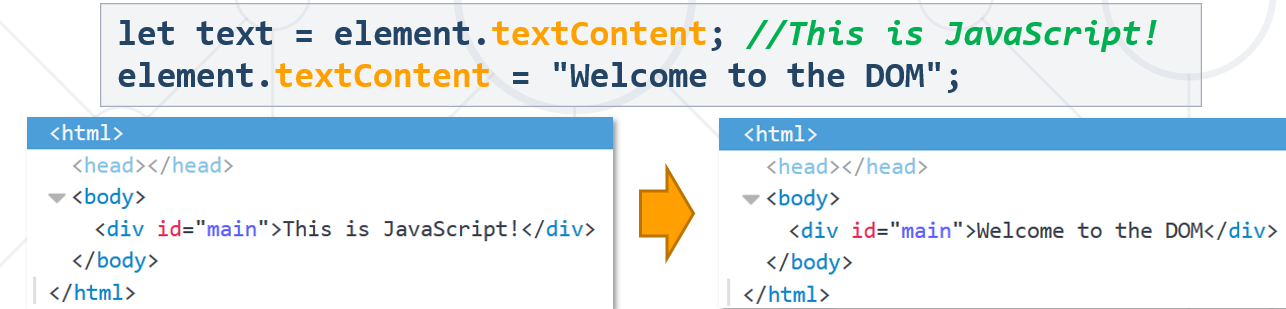 let text = element.textContent; //This is JavaScript!
element.textContent = "Welcome to the DOM";
<html>
<head></head>
<body>
<div id="main">This is JavaScript!</div>
</body>
</html>
<html>
<head></head>
<body>
<div id="main">Welcome to the DOM</div>
</body>
</html>